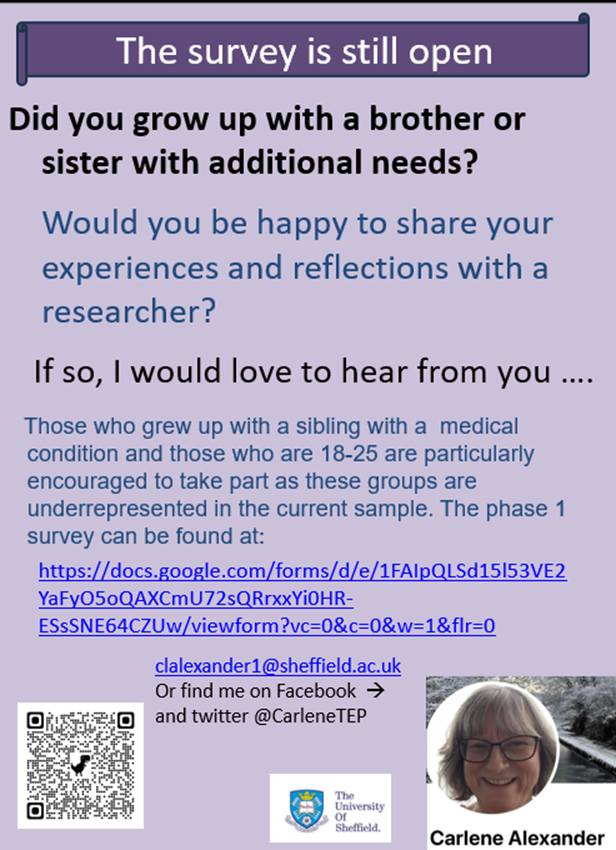 The survey is still open
Did you grow up with a brother or
sister with additional needs?
Would you be happy to share your
experiences and reflections with a
researcher?
If so, I would love to hear from you ....
Those who grew up with a sibling with a  medical
condition and those who are 18-25 are particularly
encouraged to take part as these groups are
underrepresented in the current sample. The phase 1
survey can be found at:
https://docs.google.com/forms/d/e/1FAIpQLSd15l53VE2
YaFyO5oQAXCmU72sQRrxxYi0HR-
ESsSNE64CZUw/viewform?vc=0&c=0&w=1&flr=0
clalexander1@sheffield.ac.uk
Or find me on Facebook →
and twitter @CarleneTEP
The
University
Of
Sheffield.
Carlene Alexander